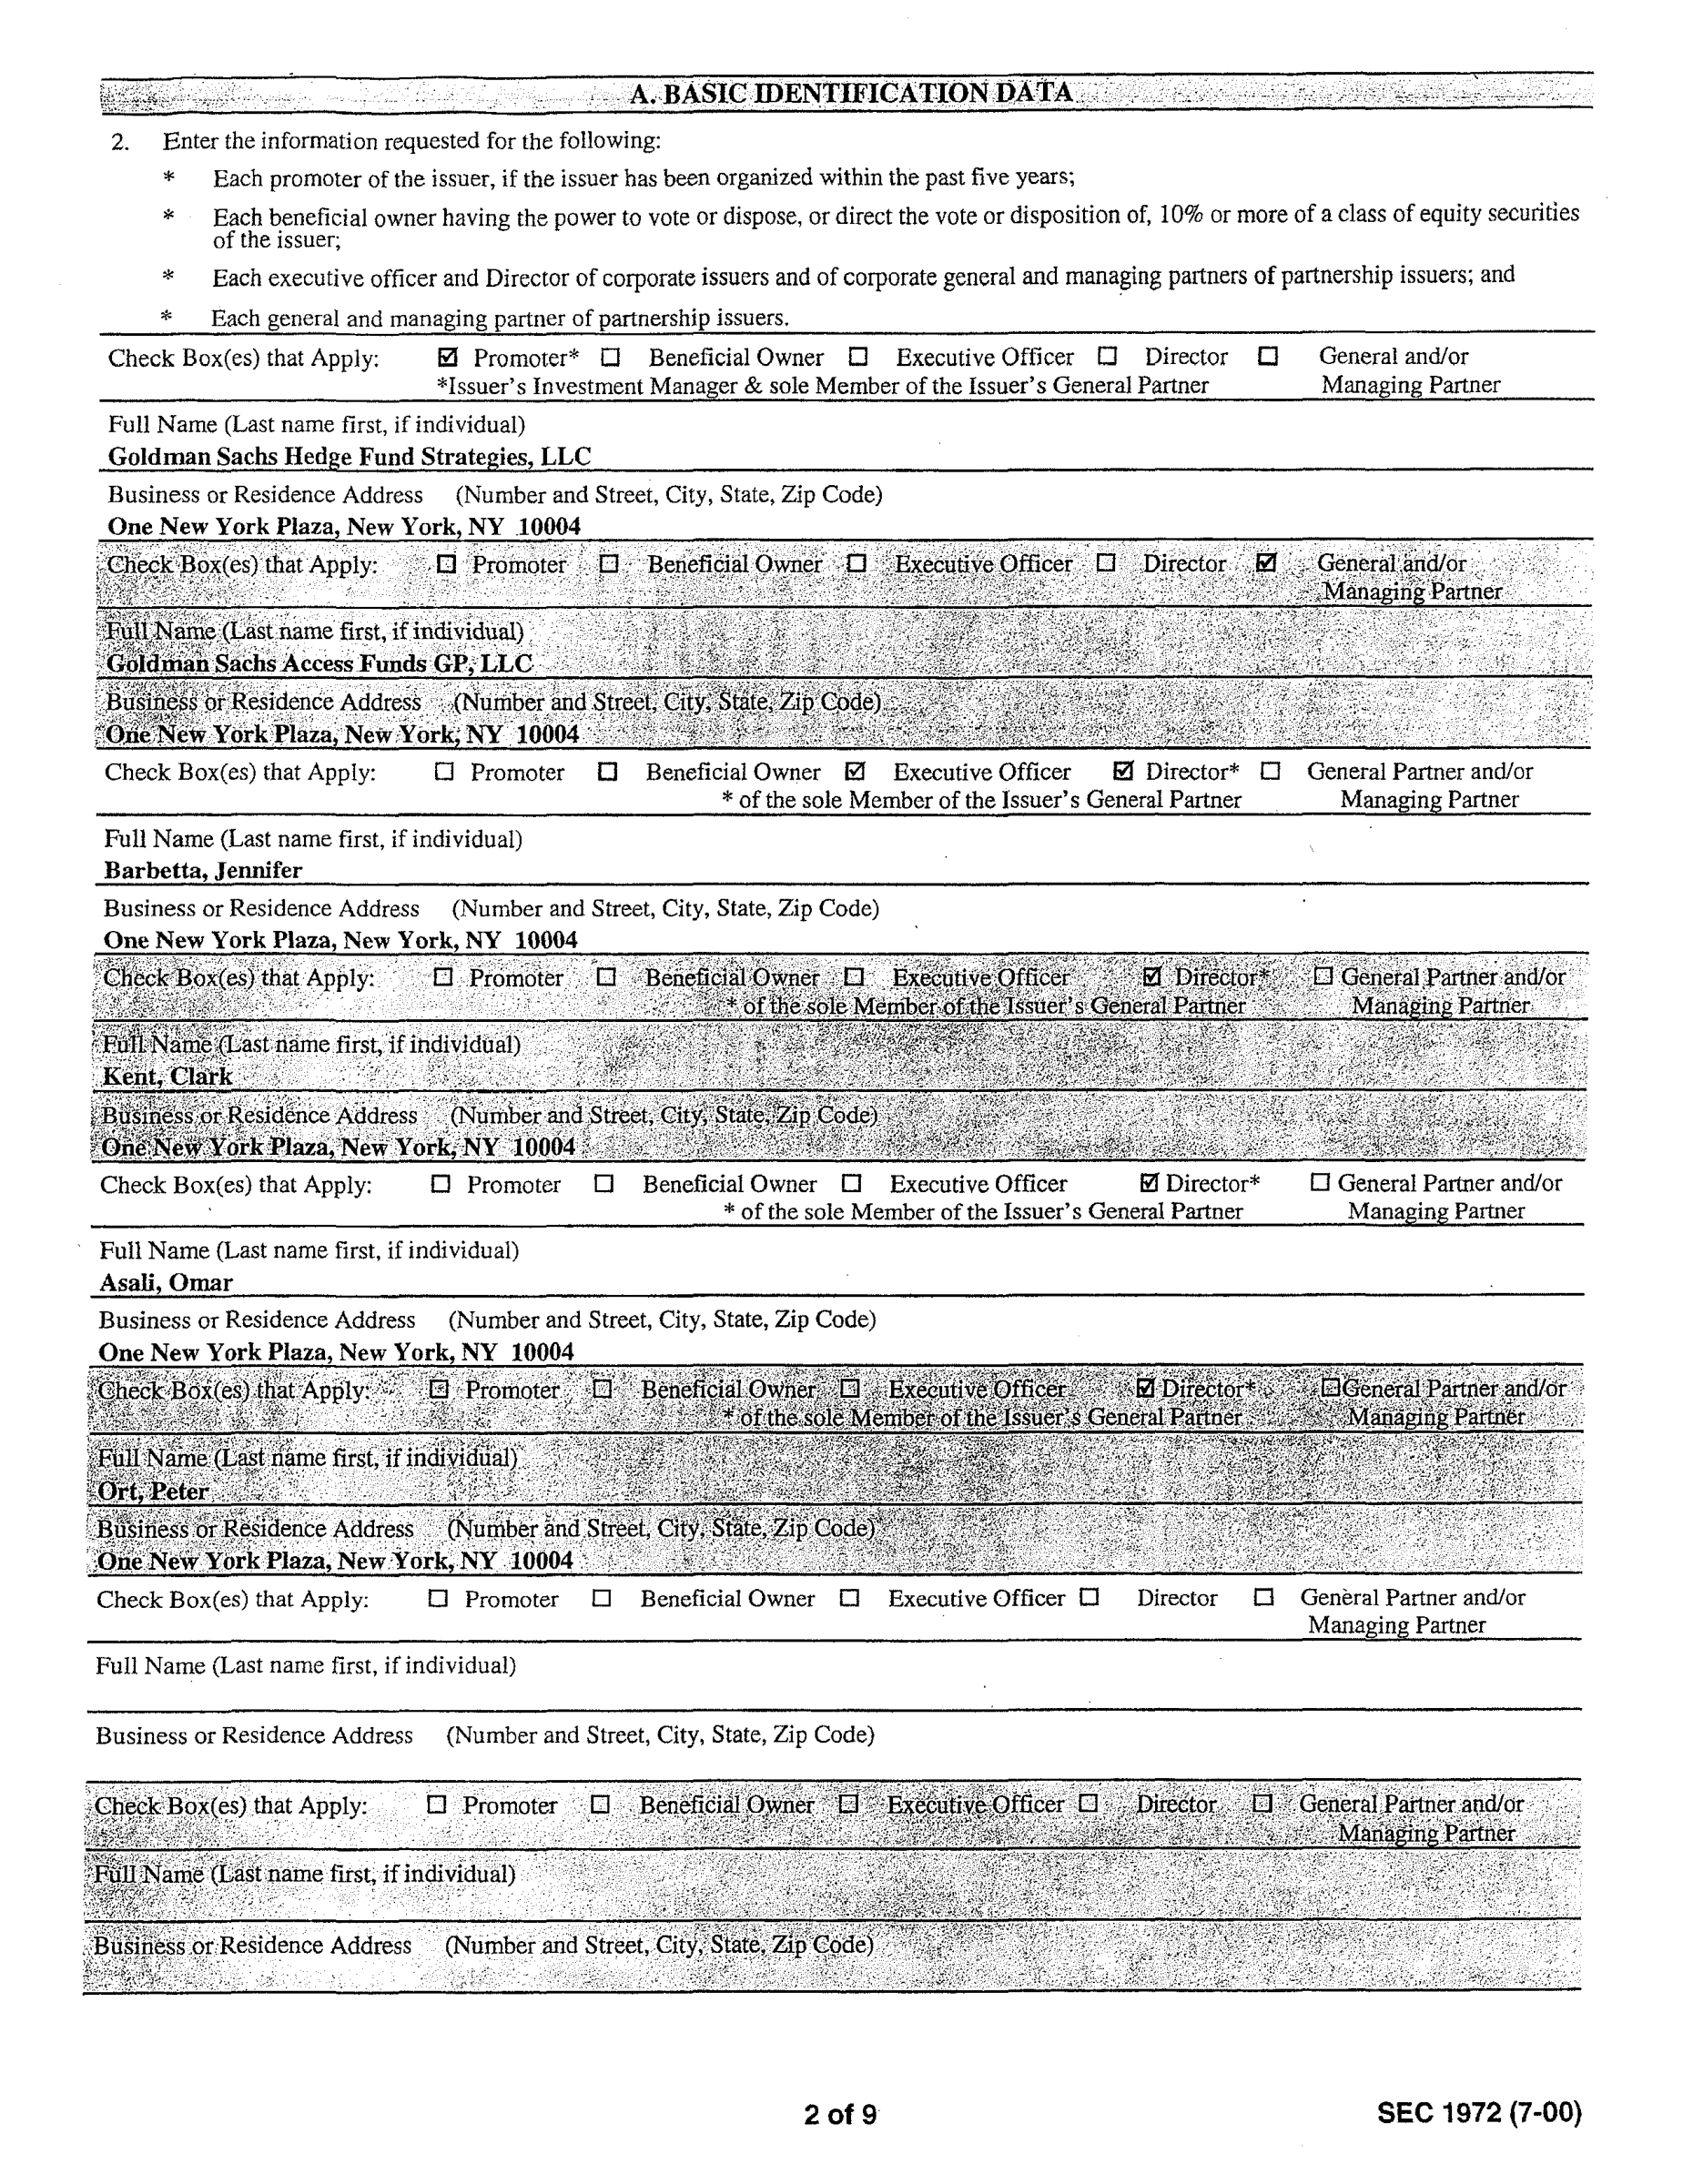 A. BASIC IDENTIFICATION DATA
2. Enter the information requested for the following:
* Each promoter of the issuer, if the issuer has been organized within the past five years;
* Each beneficial owner having the power to vote or dispose, or direct the vote or disposition of, 10% or more of a class of equity securities
of the issuer;
* Each executive officer and Director of corporate issuers and of corporate general and managing partners of partnership issuers; and
* Each general and managing partner of partnership issuers.
Check Box(es) that Apply: ☑ Promoter* ☐ Beneficial Owner ☐ Executive Officer ☐ Director ☐ General and/or
*Issuer's Investment Manager & sole Member of the Issuer's General Partner Managing Partner
Full Name (Last name first, if individual)
Goldman Sachs Hedge Fund Strategies, LLC
Business or Residence Address (Number and Street, City, State, Zip Code)
One New York Plaza, New York, NY 10004
Check Box(es) that Apply: ☐ Promoter ☐ Beneficial Owner ☐ Executive Officer ☐ Director ☑ General and/or
Managing Partner
Full Name (Last name first, if individual)
Goldman Sachs Access Funds GP, LLC
Business or Residence Address (Number and Street, City, State, Zip Code)
One New York Plaza, New York, NY 10004
Check Box(es) that Apply: ☐ Promoter ☐ Beneficial Owner ☑ Executive Officer ☑ Director* ☐ General Partner and/or
* of the sole Member of the Issuer's General Partner Managing Partner
Full Name (Last name first, if individual)
Barbetta, Jennifer
Business or Residence Address (Number and Street, City, State, Zip Code)
One New York Plaza, New York, NY 10004
Check Box(es) that Apply: ☐ Promoter ☐ Beneficial Owner ☐ Executive Officer ☑ Director* ☐ General Partner and/or
* of the sole Member of the Issuer's General Partner Managing Partner
Full Name (Last name first, if individual)
Kent, Clark
Business or Residence Address (Number and Street, City, State, Zip Code)
One New York Plaza, New York, NY 10004
Check Box(es) that Apply: ☐ Promoter ☐ Beneficial Owner ☐ Executive Officer ☑ Director* ☐ General Partner and/or
* of the sole Member of the Issuer's General Partner Managing Partner
Full Name (Last name first, if individual)
Asali, Omar
Business or Residence Address (Number and Street, City, State, Zip Code)
One New York Plaza, New York, NY 10004
Check Box(es) that Apply: ☐ Promoter ☐ Beneficial Owner ☐ Executive Officer ☑ Director* ☐ General Partner and/or
* of the sole Member of the Issuer's General Partner Managing Partner
Full Name (Last name first, if individual)
Ort, Peter
Business or Residence Address (Number and Street, City, State, Zip Code)
One New York Plaza, New York, NY 10004
Check Box(es) that Apply: ☐ Promoter ☐ Beneficial Owner ☐ Executive Officer ☐ Director ☐ General Partner and/or
Managing Partner
Full Name (Last name first, if individual)
Business or Residence Address (Number and Street, City, State, Zip Code)
Check Box(es) that Apply: ☐ Promoter ☐ Beneficial Owner ☐ Executive Officer ☐ Director ☐ General Partner and/or
Managing Partner
Full Name (Last name first, if individual)
Business or Residence Address (Number and Street, City, State, Zip Code)
2 of 9
SEC 1972 (7-00)